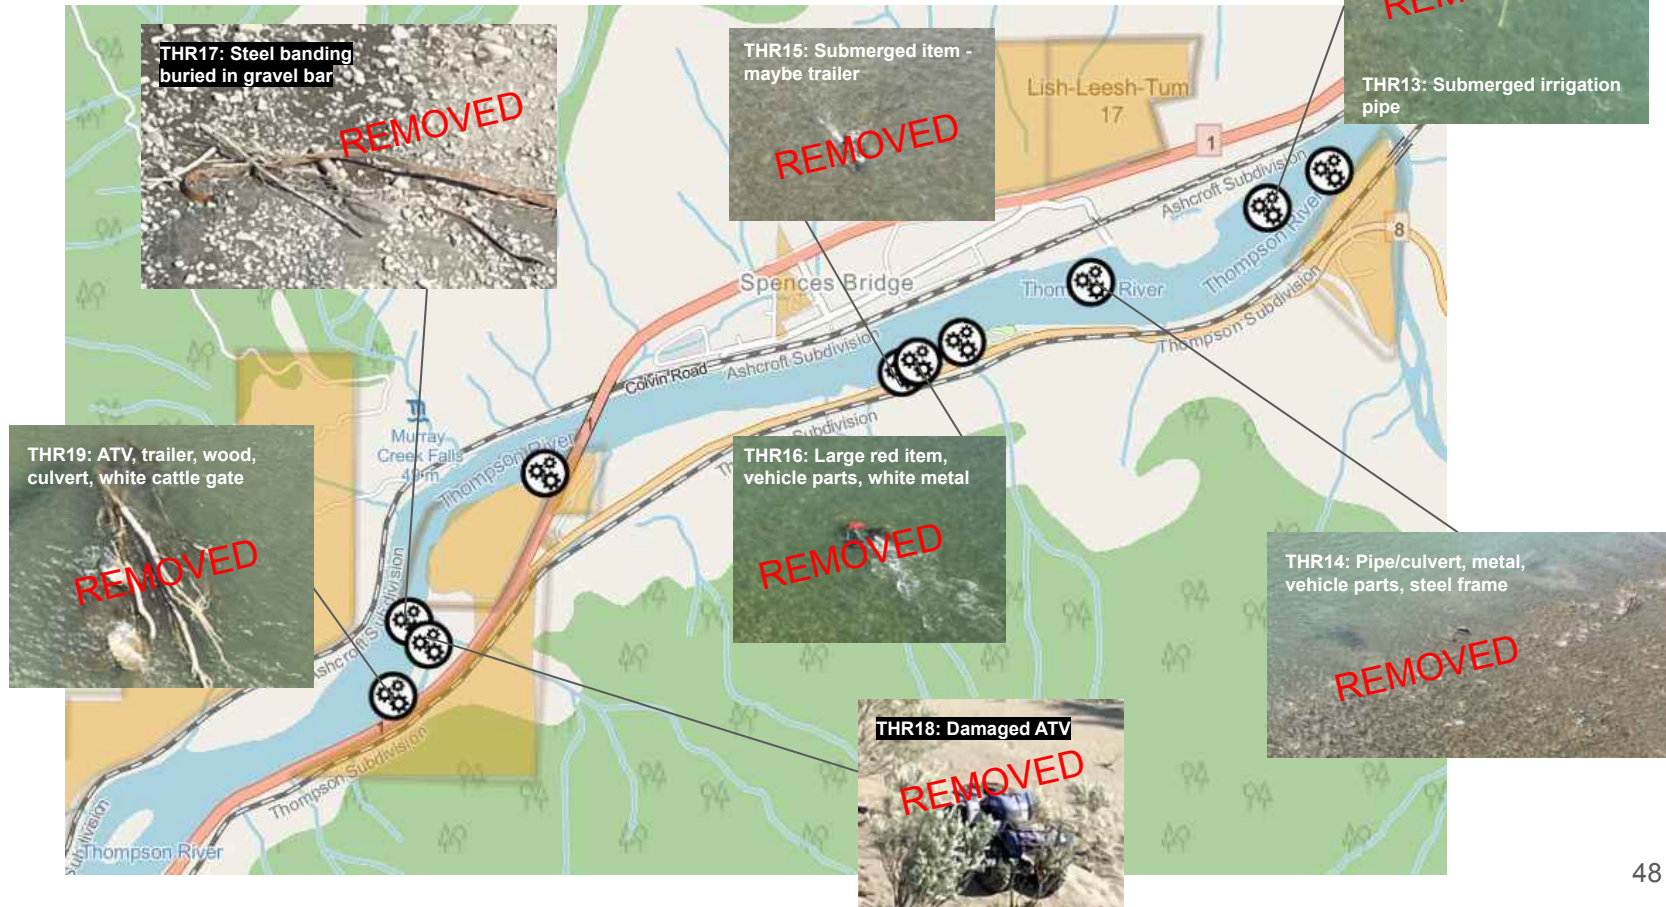 THR17: Steel banding
buried in gravel bar
REMOVED
THR15: Submerged item -
maybe trailer
REMOVED
THR13: Submerged irrigation
pipe
Lish-Leesh-Tum
17
1
Ashcroft Subdivision
Thompson River
8
Spences Bridge
Thompson Subdivision
Ashcroft Subdivision
Colvin Road
1
Murray
Creek Falls
49 m
Thompson River
THR19: ATV, trailer, wood,
culvert, white cattle gate
REMOVED
THR16: Large red item,
vehicle parts, white metal
REMOVED
THR14: Pipe/culvert, metal,
vehicle parts, steel frame
REMOVED
THR18: Damaged ATV
REMOVED
1
Thompson Subdivision
Thompson River
48